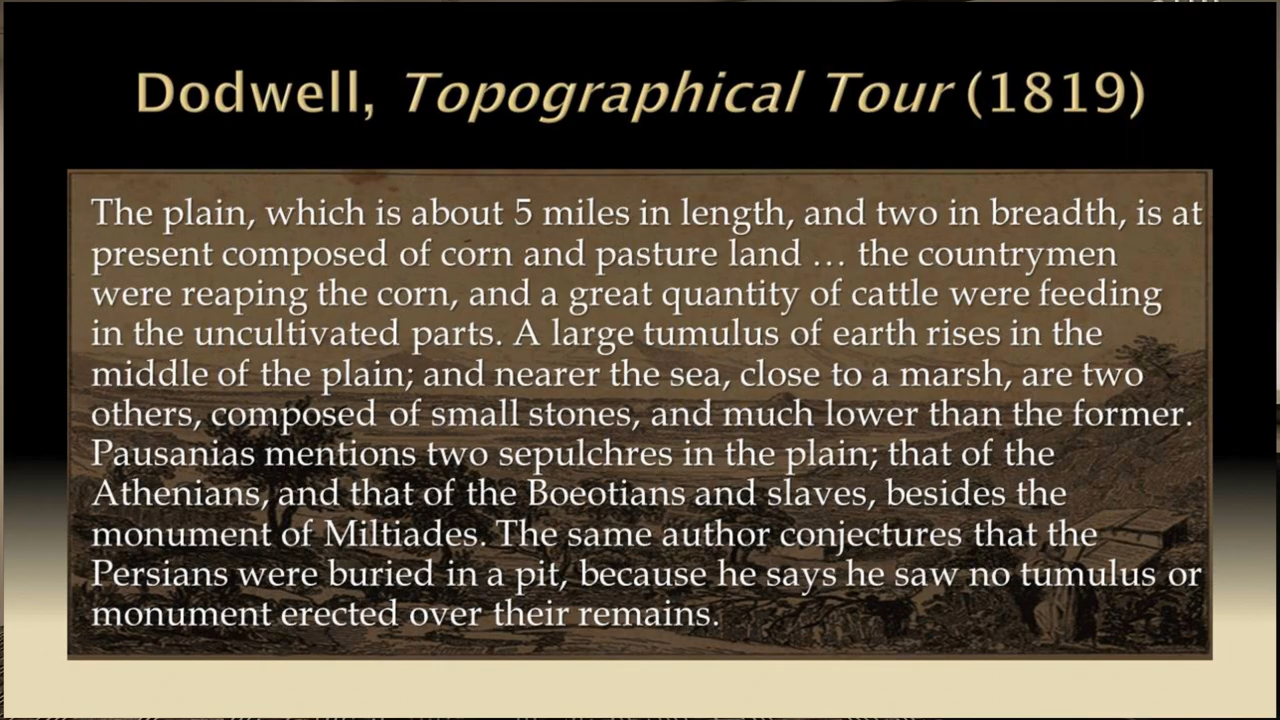 Dodwell, Topographical Tour (1819)
The plain, which is about 5 miles in length, and two in breadth, is at
present composed of corn and pasture land … the countrymen
were reaping the corn, and a great quantity of cattle were feeding
in the uncultivated parts. A large tumulus of earth rises in the
middle of the plain; and nearer the sea, close to a marsh, are two
others, composed of small stones, and much lower than the former.
Pausanias mentions two sepulchres in the plain; that of the
Athenians, and that of the Boeotians and slaves, besides the
monument of Miltiades. The same author conjectures that the
Persians were buried in a pit, because he says he saw no tumulus or
monument erected over their remains.